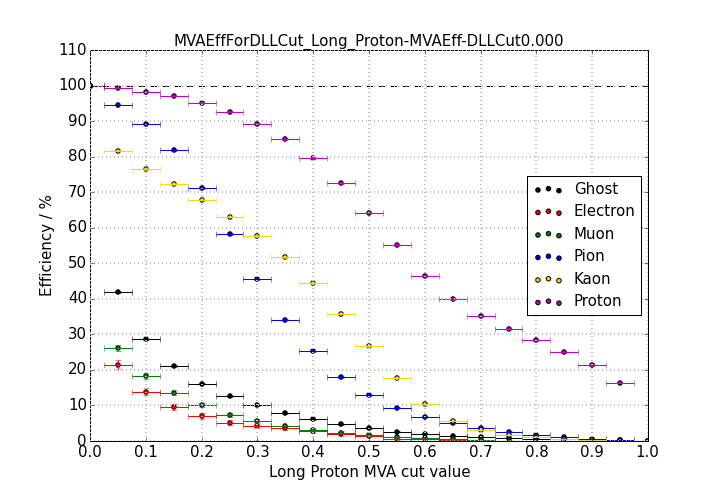 MVAEffForDLLCut_Long_Proton-MVAEff-DLLCut0.000
110
100
90
80
70
60
50
40
30
20
10
0
Efficiency / %
Ghost
Electron
Muon
Pion
Kaon
Proton
0.0 0.1 0.2 0.3 0.4 0.5 0.6 0.7 0.8 0.9 1.0
Long Proton MVA cut value